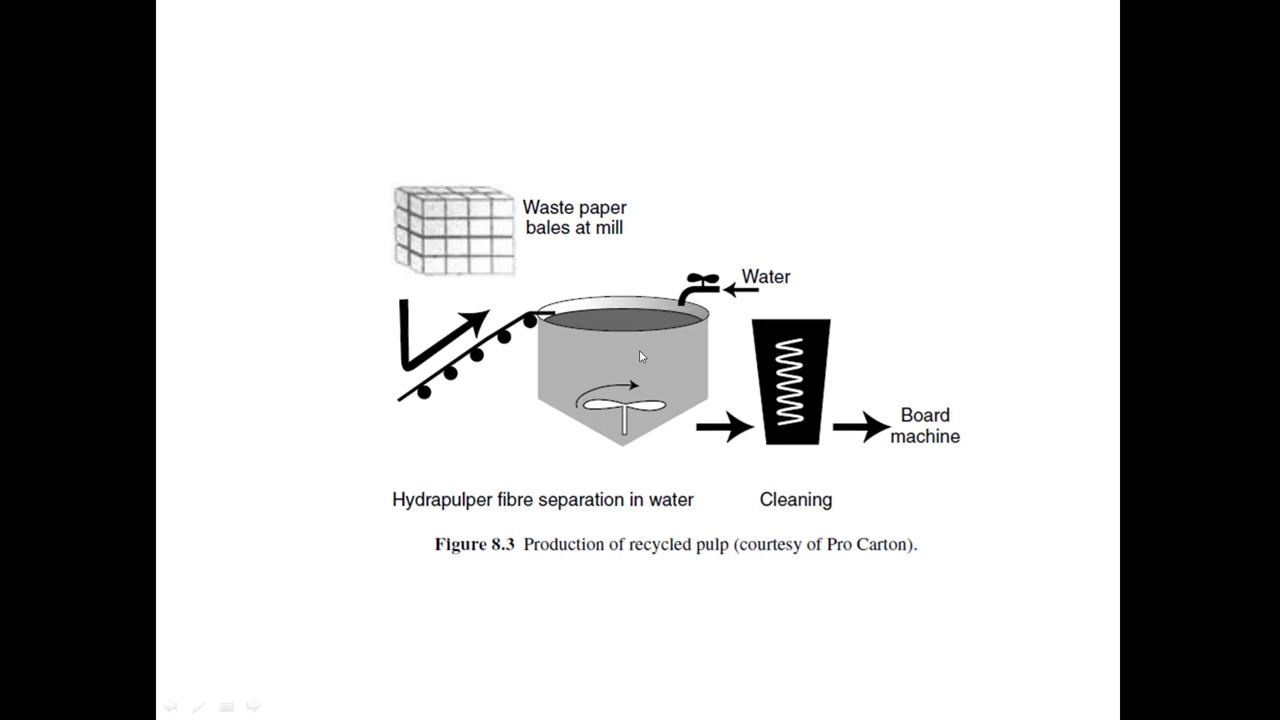 Waste paper
bales at mill
Water
Board
machine
Hydrapulper fibre separation in water
Cleaning
Figure 8.3 Production of recycled pulp (courtesy of Pro Carton).